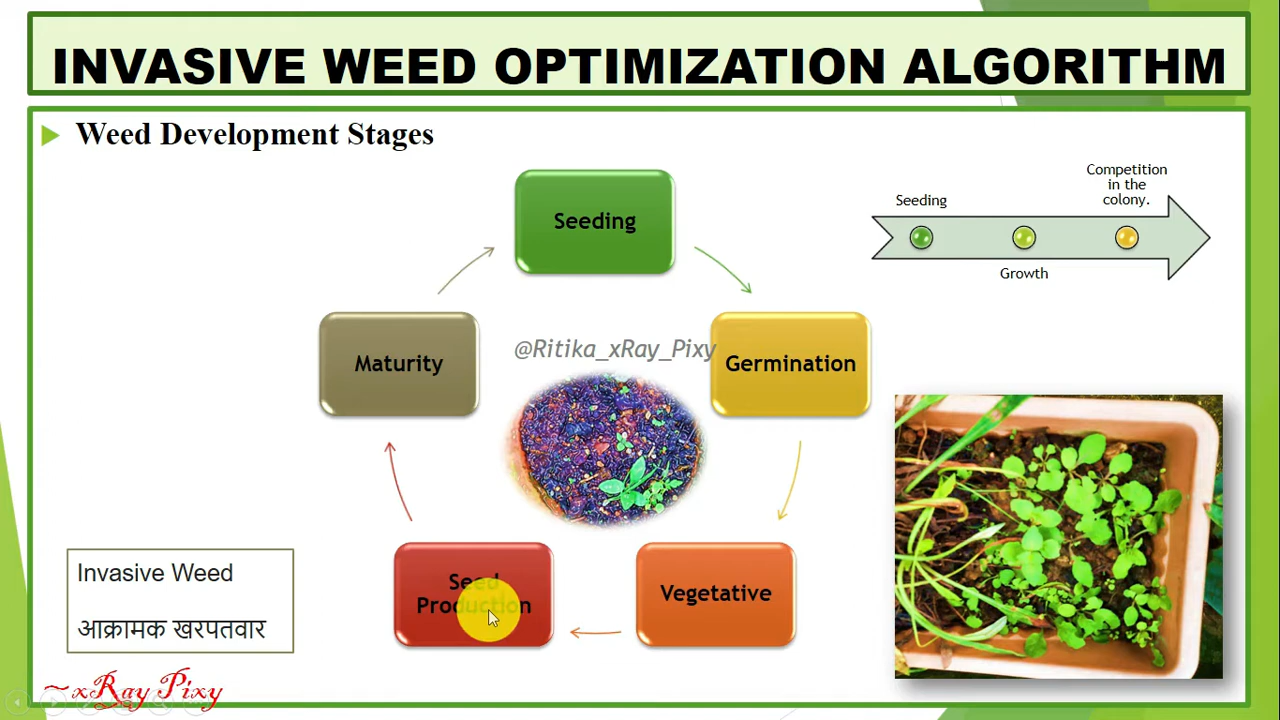 INVASIVE WEED OPTIMIZATION ALGORITHM
Weed Development Stages
Seeding
Germination
Vegetative
Seed
Production
Maturity
@Ritika_xRay_Pixy
Seeding
Growth
Competition
in the
colony.
Invasive Weed
आक्रामक खरपतवार
~xRay Pixy